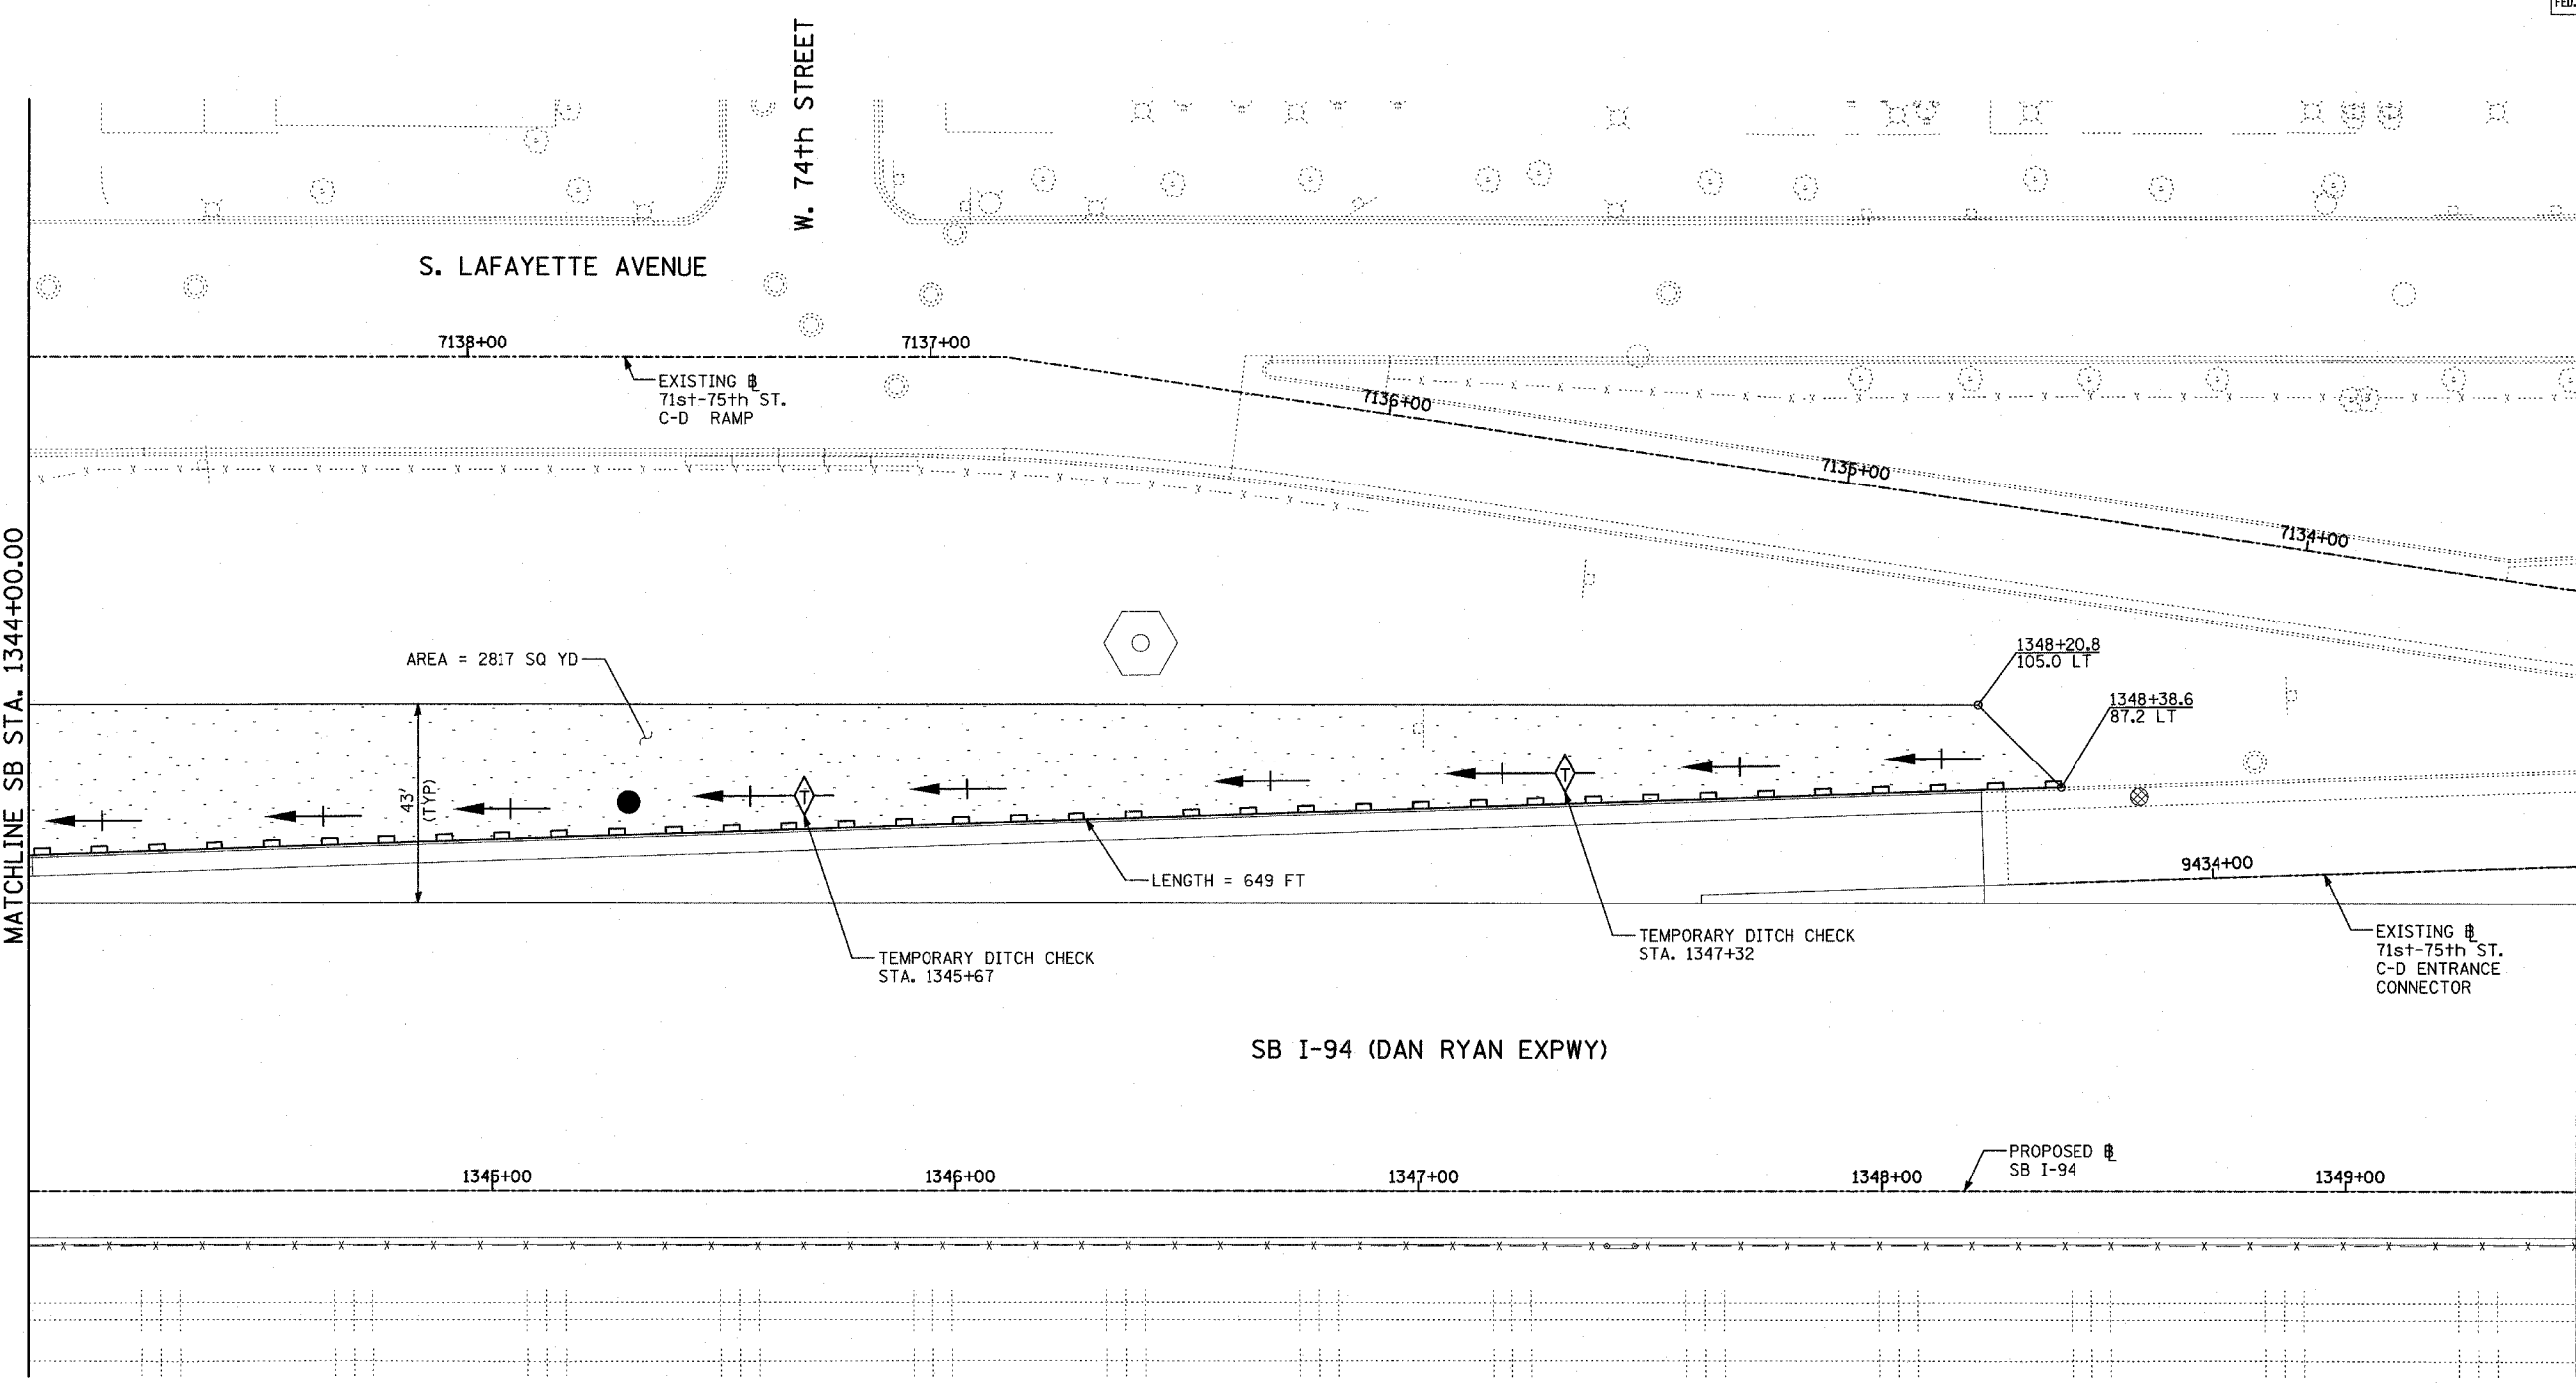 FED.
W. 74th STREET
S. LAFAYETTE AVENUE
7138+00
7137+00
EXISTING ℄
71st-75th ST.
C-D RAMP
7136+00
7135+00
7134+00
MATCHLINE SB STA. 1344+00.00
AREA = 2817 SQ YD
1348+20.8
105.0 LT
1348+38.6
87.2 LT
43'
(TYP)
T
T
LENGTH = 649 FT
9434+00
TEMPORARY DITCH CHECK
STA. 1345+67
TEMPORARY DITCH CHECK
STA. 1347+32
EXISTING ℄
71st-75th ST.
C-D ENTRANCE
CONNECTOR
SB I-94 (DAN RYAN EXPWY)
PROPOSED ℄
SB I-94
1345+00
1346+00
1347+00
1348+00
1349+00